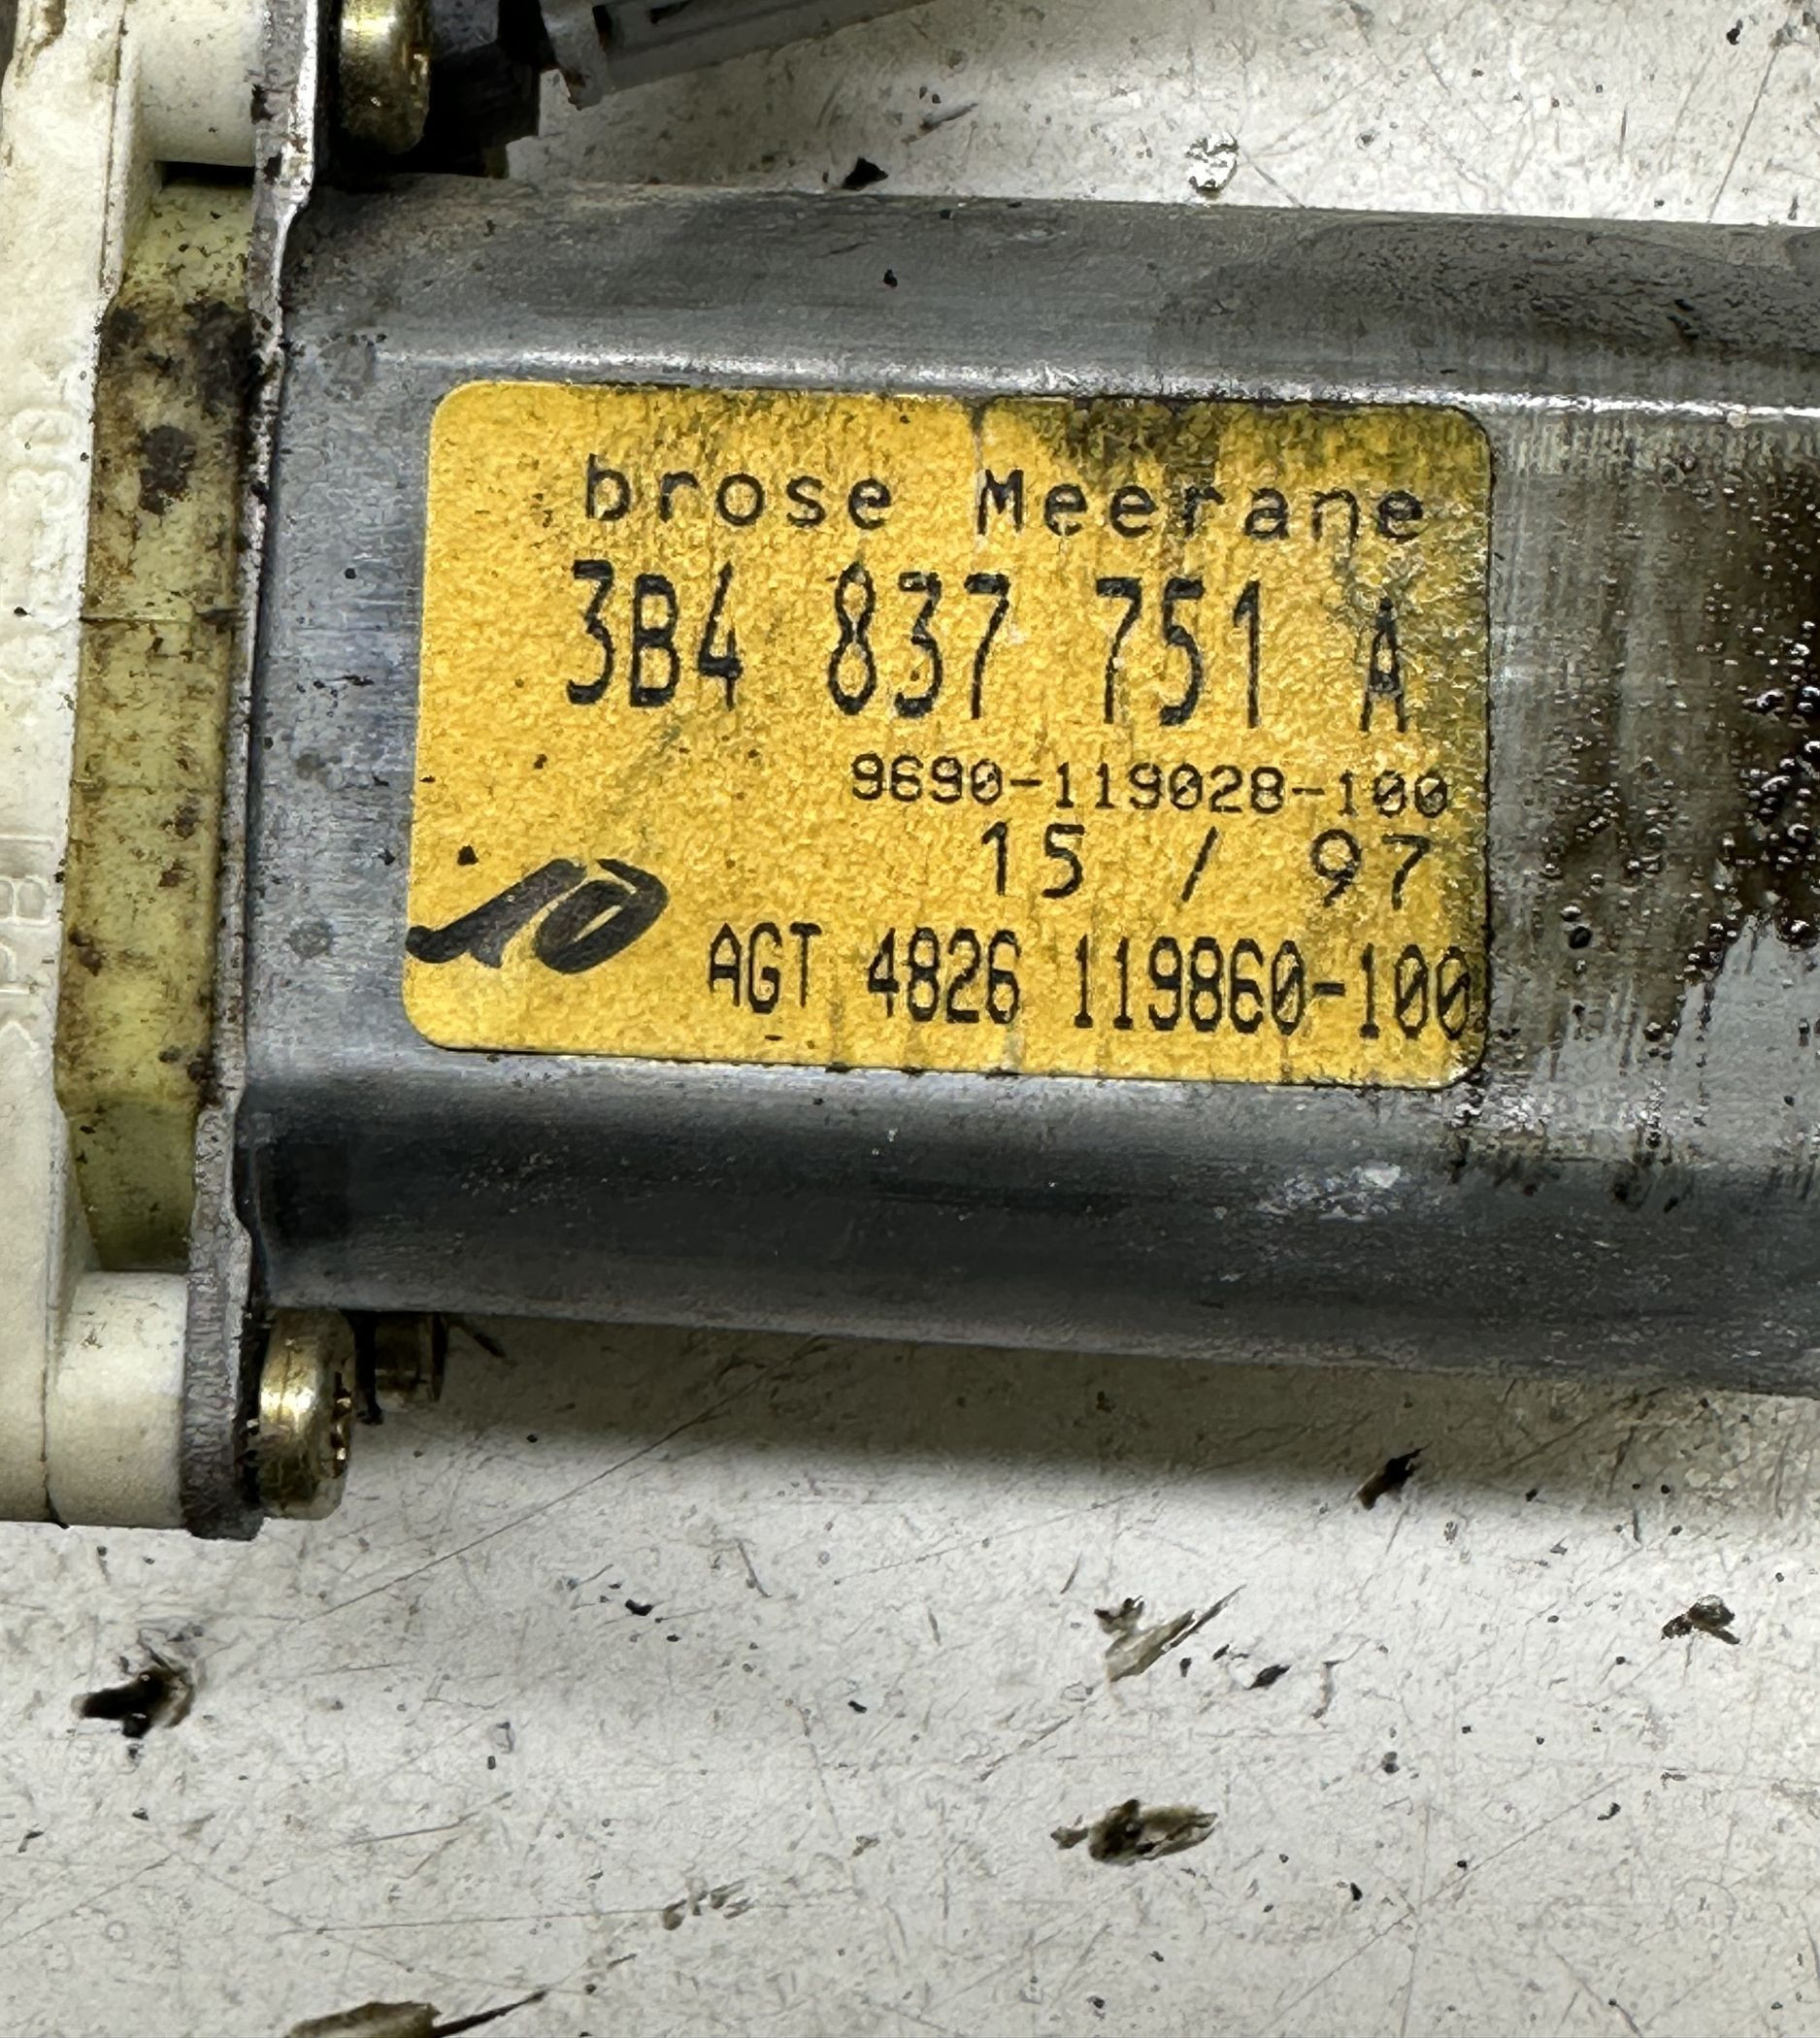 brose Meerane
3B4 837 751 A
9690-119028-100
15 / 97
AGT 4826 119860-100